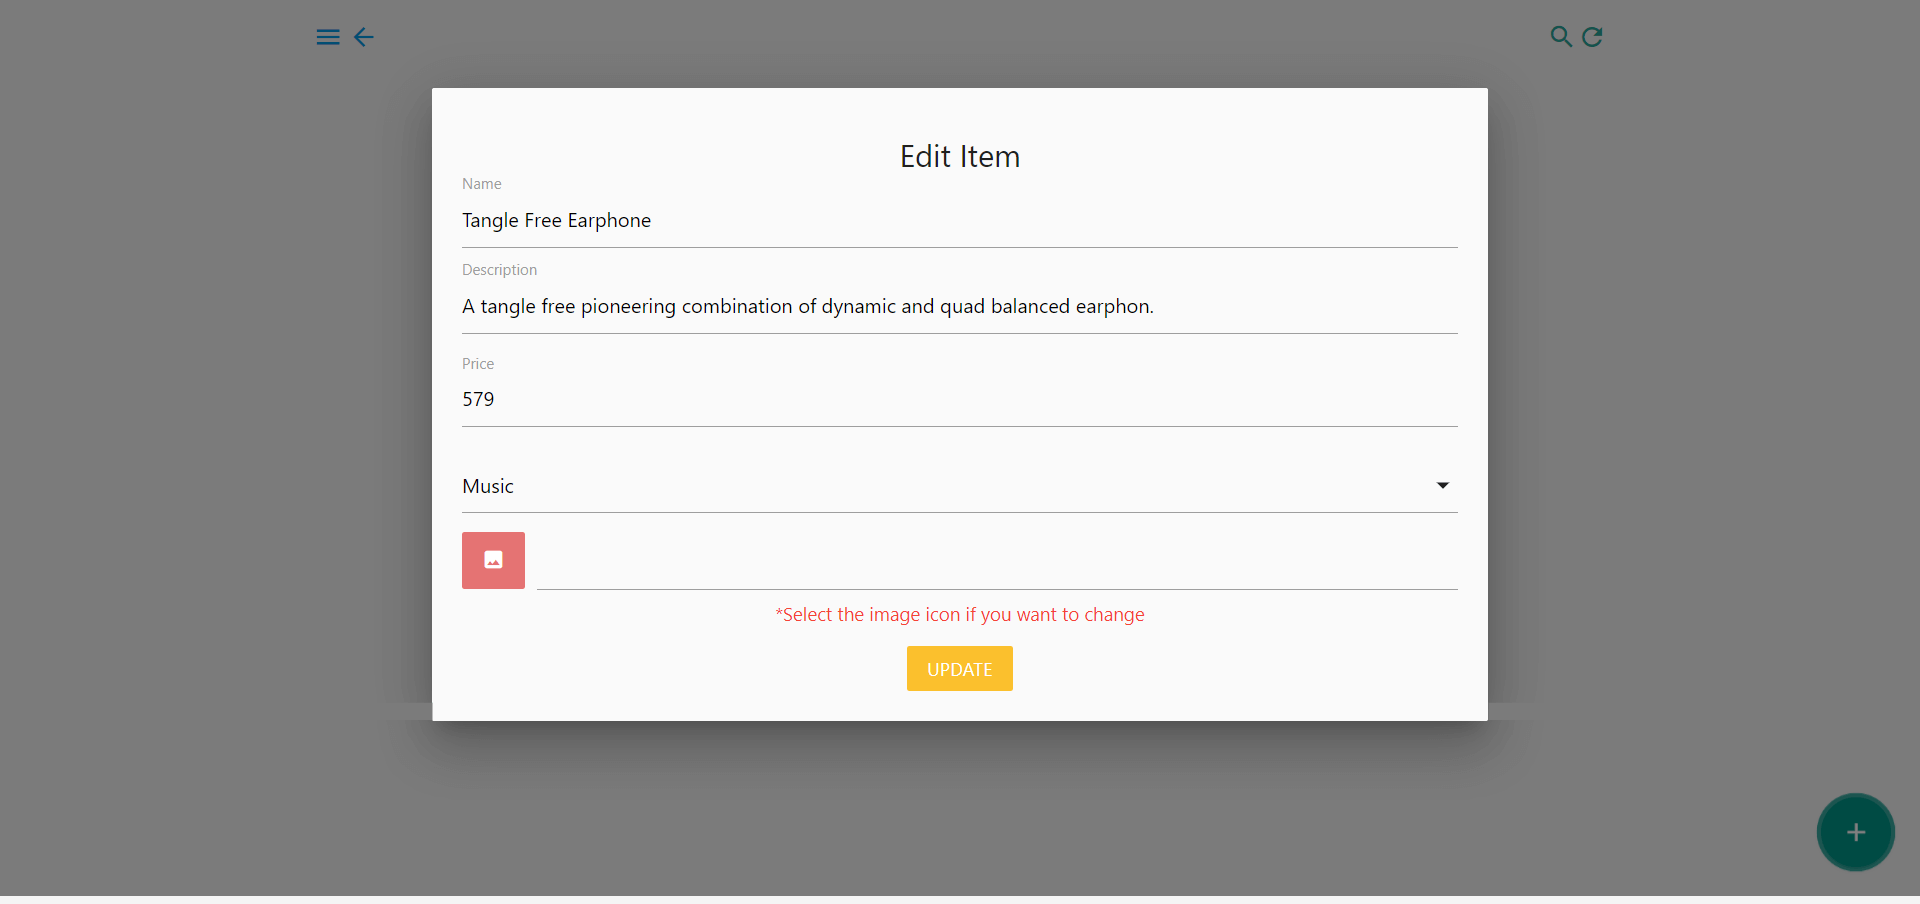 Edit Item
Name
Tangle Free Earphone
Description
A tangle free pioneering combination of dynamic and quad balanced earphon.
Price
579
Music
*Select the image icon if you want to change
UPDATE